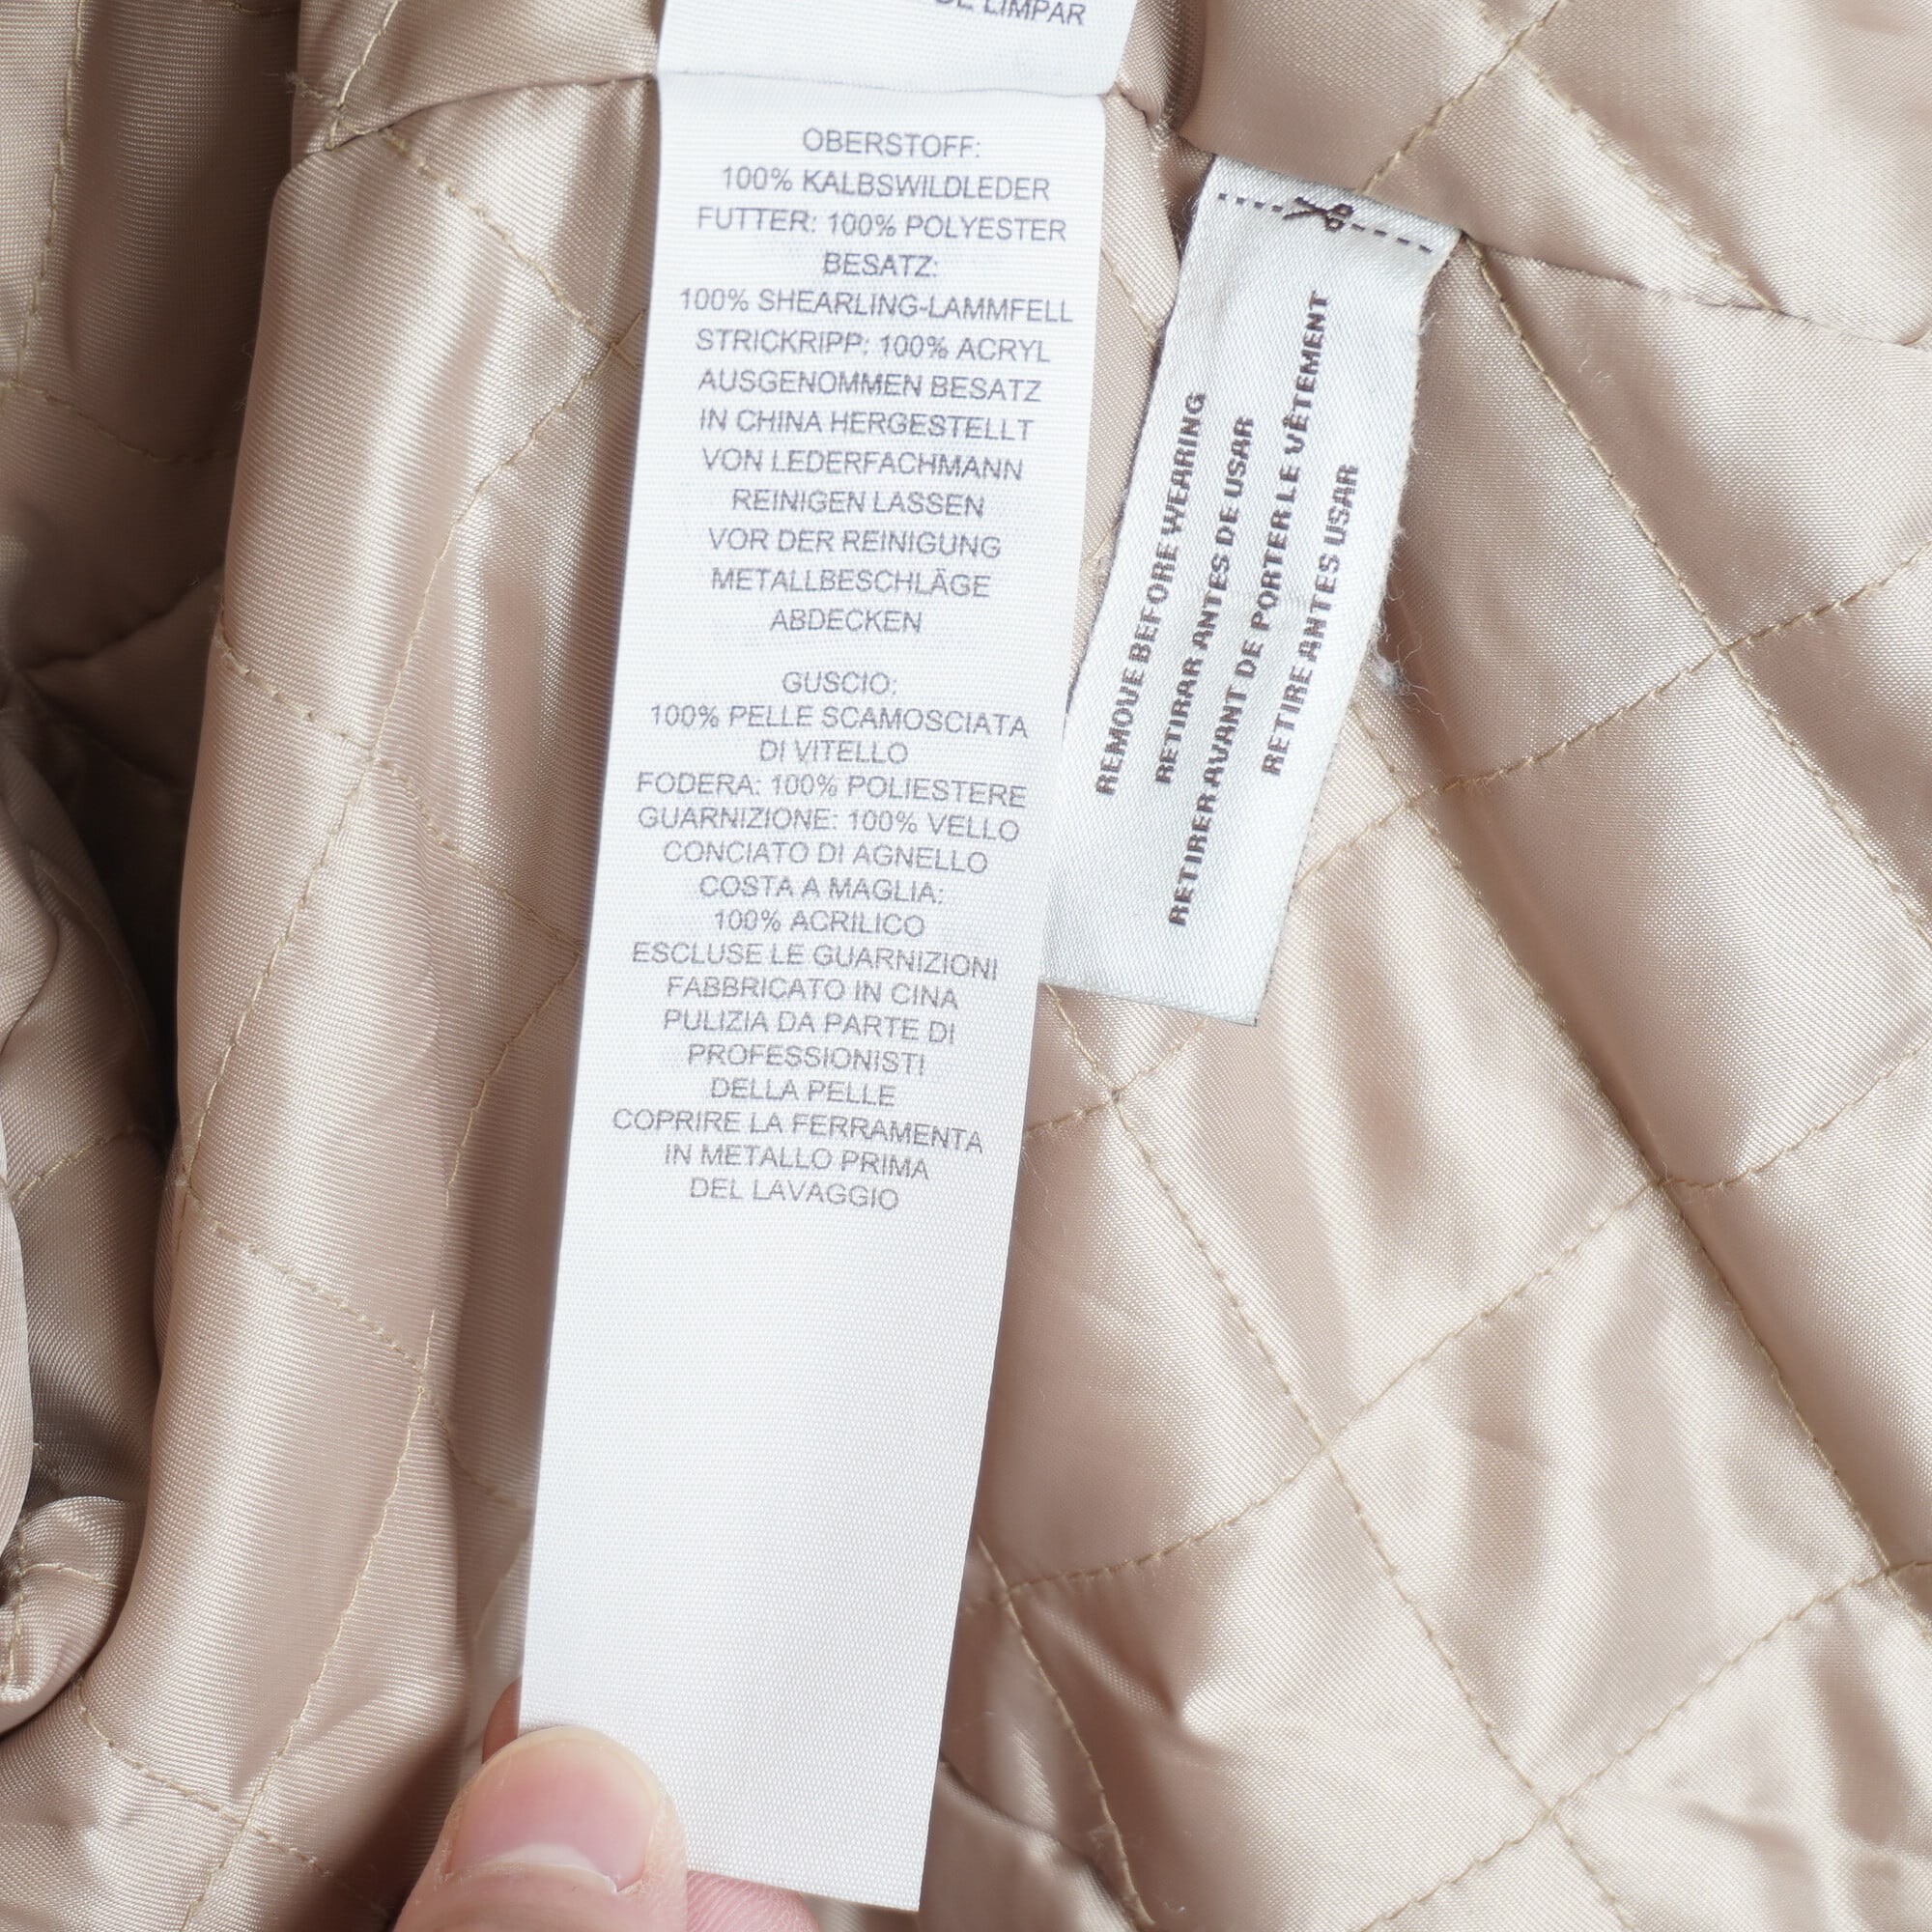 DE LIMPAR
OBERSTOFF:
100% KALBSWILDLEDER
FUTTER: 100% POLYESTER
BESATZ:
100% SHEARLING-LAMMFELL
STRICKRIPP: 100% ACRYL
AUSGENOMMEN BESATZ
IN CHINA HERGESTELLT
VON LEDERFACHMANN
REINIGEN LASSEN
VOR DER REINIGUNG
METALLBESCHLÄGE
ABDECKEN
GUSCIO:
100% PELLE SCAMOSCIATA
DI VITELLO
FODERA: 100% POLIESTERE
GUARNIZIONE: 100% VELLO
CONCIATO DI AGNELLO
COSTA A MAGLIA:
100% ACRILICO
ESCLUSE LE GUARNIZIONI
FABBRICATO IN CINA
PULIZIA DA PARTE DI
PROFESSIONISTI
DELLA PELLE
COPRIRE LA FERRAMENTA
IN METALLO PRIMA
DEL LAVAGGIO
REMOVE BEFORE WEARING
RETIRAR ANTES DE USAR
RETIRER AVANT DE PORTER LE VÊTEMENT
RETIRE ANTES USAR